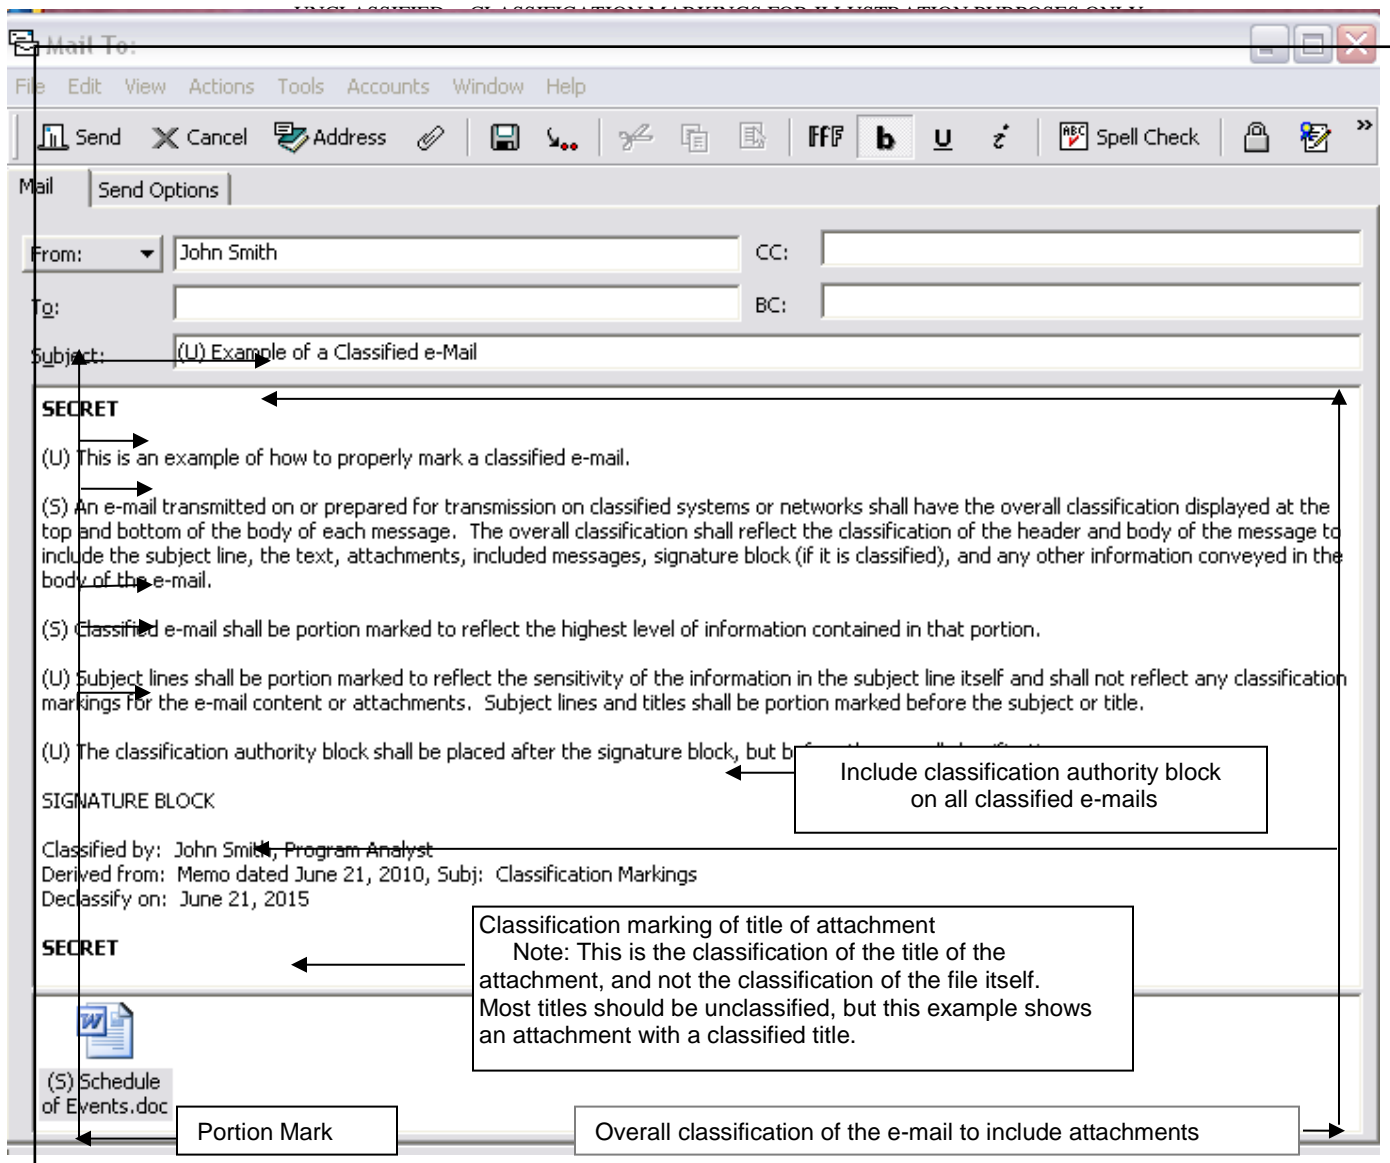 UNCLASSIFIED - CLASSIFICATION MARKINGS FOR ILLUSTRATION PURPOSES ONLY
Mail To:
File Edit View Actions Tools Accounts Window Help
Send Cancel Address FFF b u i ABC Spell Check »
Mail Send Options
From: John Smith CC:
To: BC:
Subject: (U) Example of a Classified e-Mail
SECRET
(U) This is an example of how to properly mark a classified e-mail.
(S) An e-mail transmitted on or prepared for transmission on classified systems or networks shall have the overall classification displayed at the
top and bottom of the body of each message. The overall classification shall reflect the classification of the header and body of the message to
include the subject line, the text, attachments, included messages, signature block (if it is classified), and any other information conveyed in the
body of the e-mail.
(S) Classified e-mail shall be portion marked to reflect the highest level of information contained in that portion.
(U) Subject lines shall be portion marked to reflect the sensitivity of the information in the subject line itself and shall not reflect any classification
markings for the e-mail content or attachments. Subject lines and titles shall be portion marked before the subject or title.
(U) The classification authority block shall be placed after the signature block, but
Include classification authority block
on all classified e-mails
SIGNATURE BLOCK
Classified by: John Smith, Program Analyst
Derived from: Memo dated June 21, 2010, Subj: Classification Markings
Declassify on: June 21, 2015
Classification marking of title of attachment
Note: This is the classification of the title of the
attachment, and not the classification of the file itself.
Most titles should be unclassified, but this example shows
an attachment with a classified title.
SECRET
W
(S) Schedule
of Events.doc
Portion Mark
Overall classification of the e-mail to include attachments